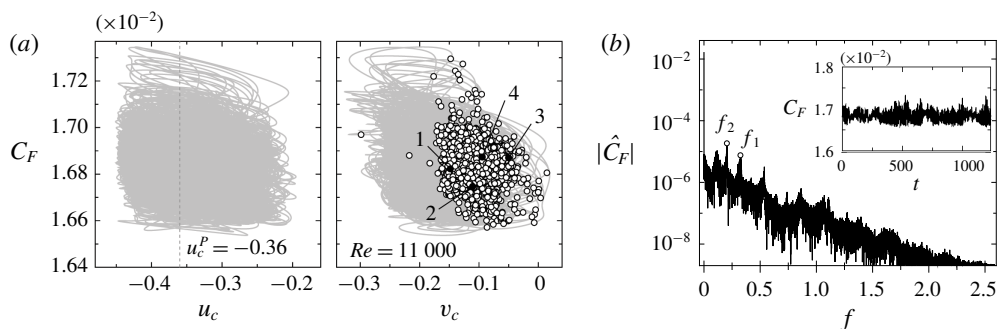 (×10⁻²)
(a)
(b)
1.72
1.70
C_F
1.68
1.66
1.64
u_c^P = −0.36
−0.4
−0.3
−0.2
u_c
1
2
3
4
Re = 11 000
−0.3
−0.2
−0.1
0
v_c
10⁻²
10⁻⁴
|Ĉ_F|
10⁻⁶
10⁻⁸
f_2
f_1
0
0.5
1.0
1.5
2.0
2.5
f
(×10⁻²)
1.8
C_F
1.7
1.6
0
500
1000
t